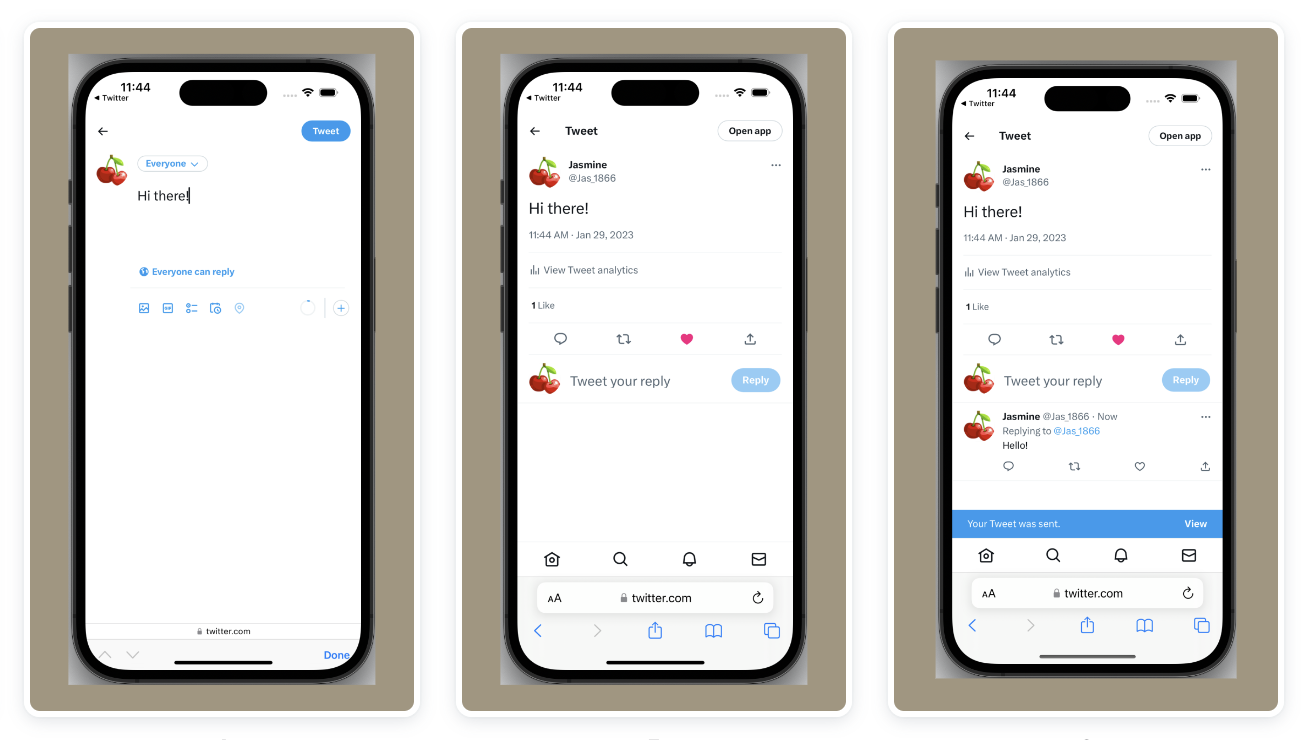 11:44
Twitter
Tweet
Everyone
Hi there!
Everyone can reply
twitter.com
Done
11:44
Twitter
Tweet
Open app
Jasmine
@Jas_1866
Hi there!
11:44 AM · Jan 29, 2023
View Tweet analytics
1 Like
Tweet your reply
Reply
AA
twitter.com
11:44
Twitter
Tweet
Open app
Jasmine
@Jas_1866
Hi there!
11:44 AM · Jan 29, 2023
View Tweet analytics
1 Like
Tweet your reply
Reply
Jasmine @Jas_1866 · Now
Replying to @Jas_1866
Hello!
Your Tweet was sent.
View
AA
twitter.com